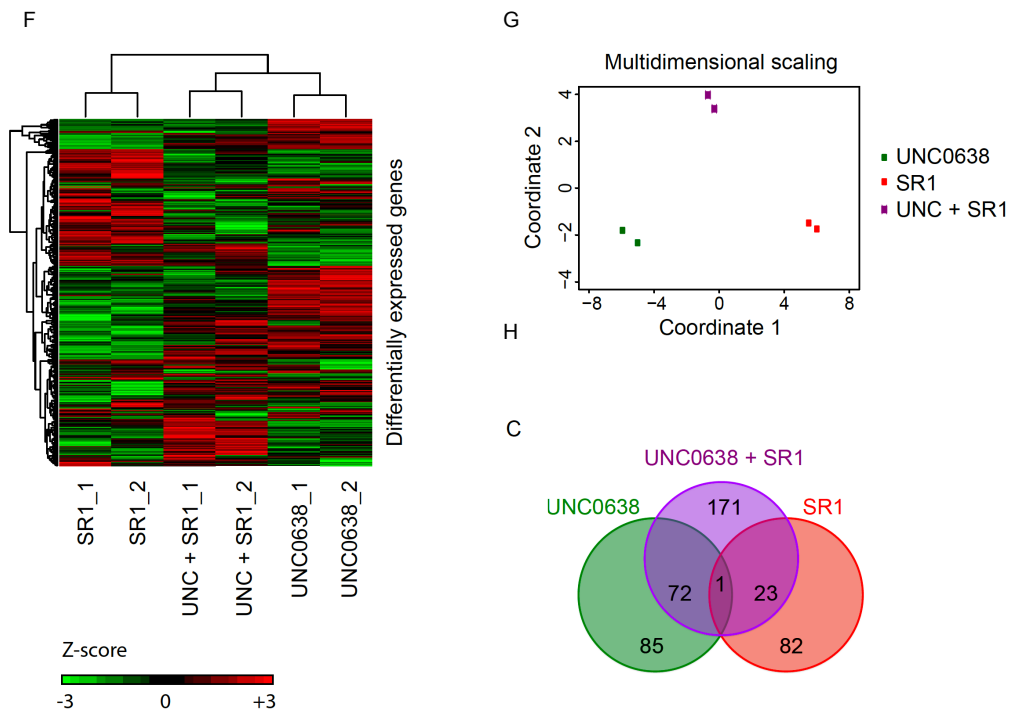 F
Differentially expressed genes
SR1_1
SR1_2
UNC + SR1_1
UNC + SR1_2
UNC0638_1
UNC0638_2
Z-score
-3
0
+3
G
Multidimensional scaling
Coordinate 2
4
2
0
−2
−4
−8
−4
0
4
8
Coordinate 1
UNC0638
SR1
UNC + SR1
H
C
UNC0638 + SR1
UNC0638
SR1
171
72
1
23
85
82